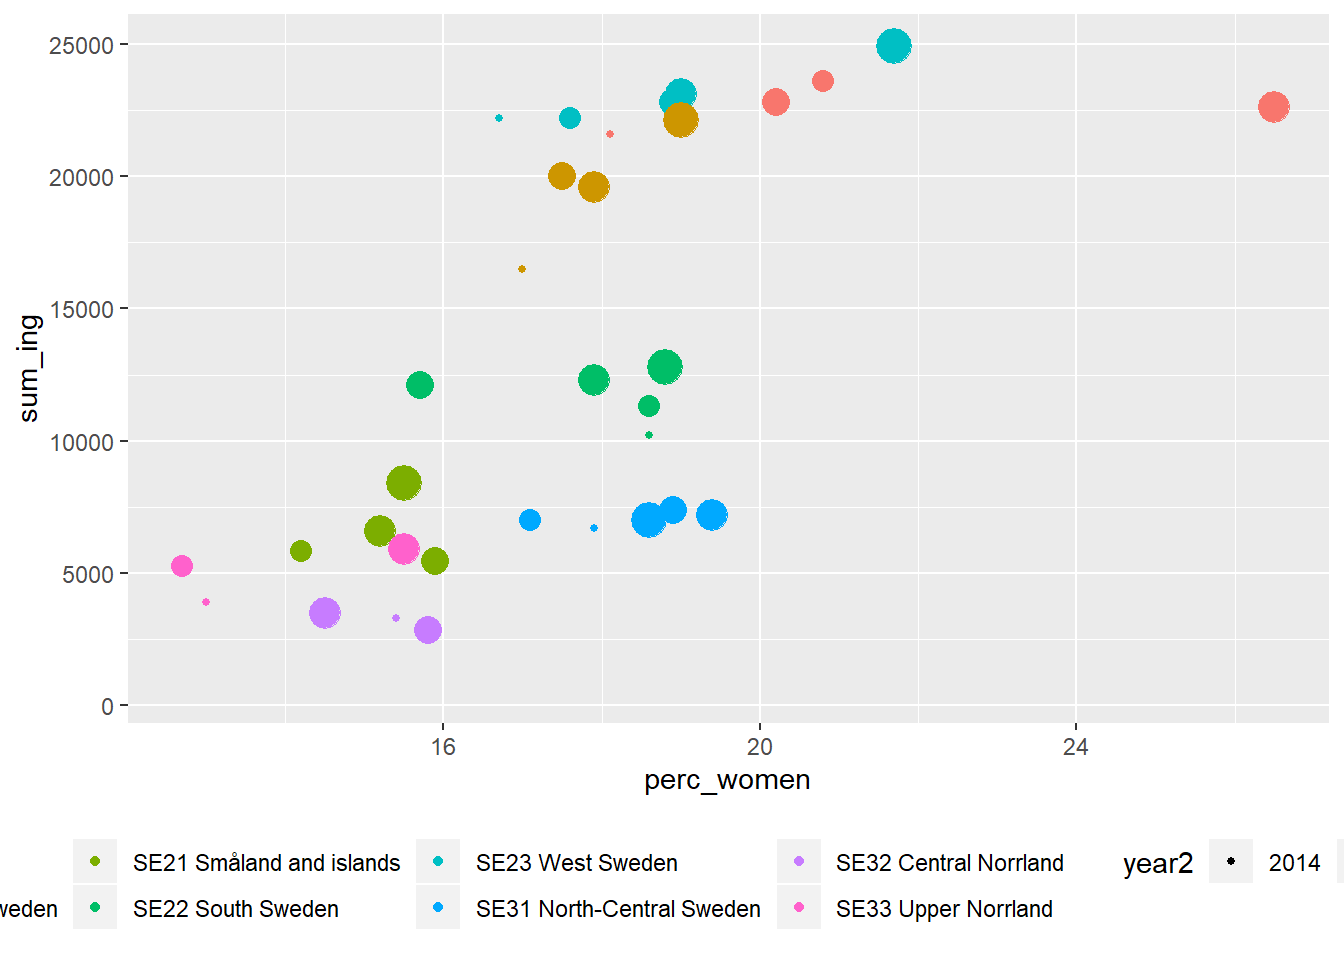 25000
20000
15000
10000
5000
0
sum_ing
16 20 24
perc_women
SE21 Småland and islands SE23 West Sweden SE32 Central Norrland year2 2014
weden SE22 South Sweden SE31 North-Central Sweden SE33 Upper Norrland